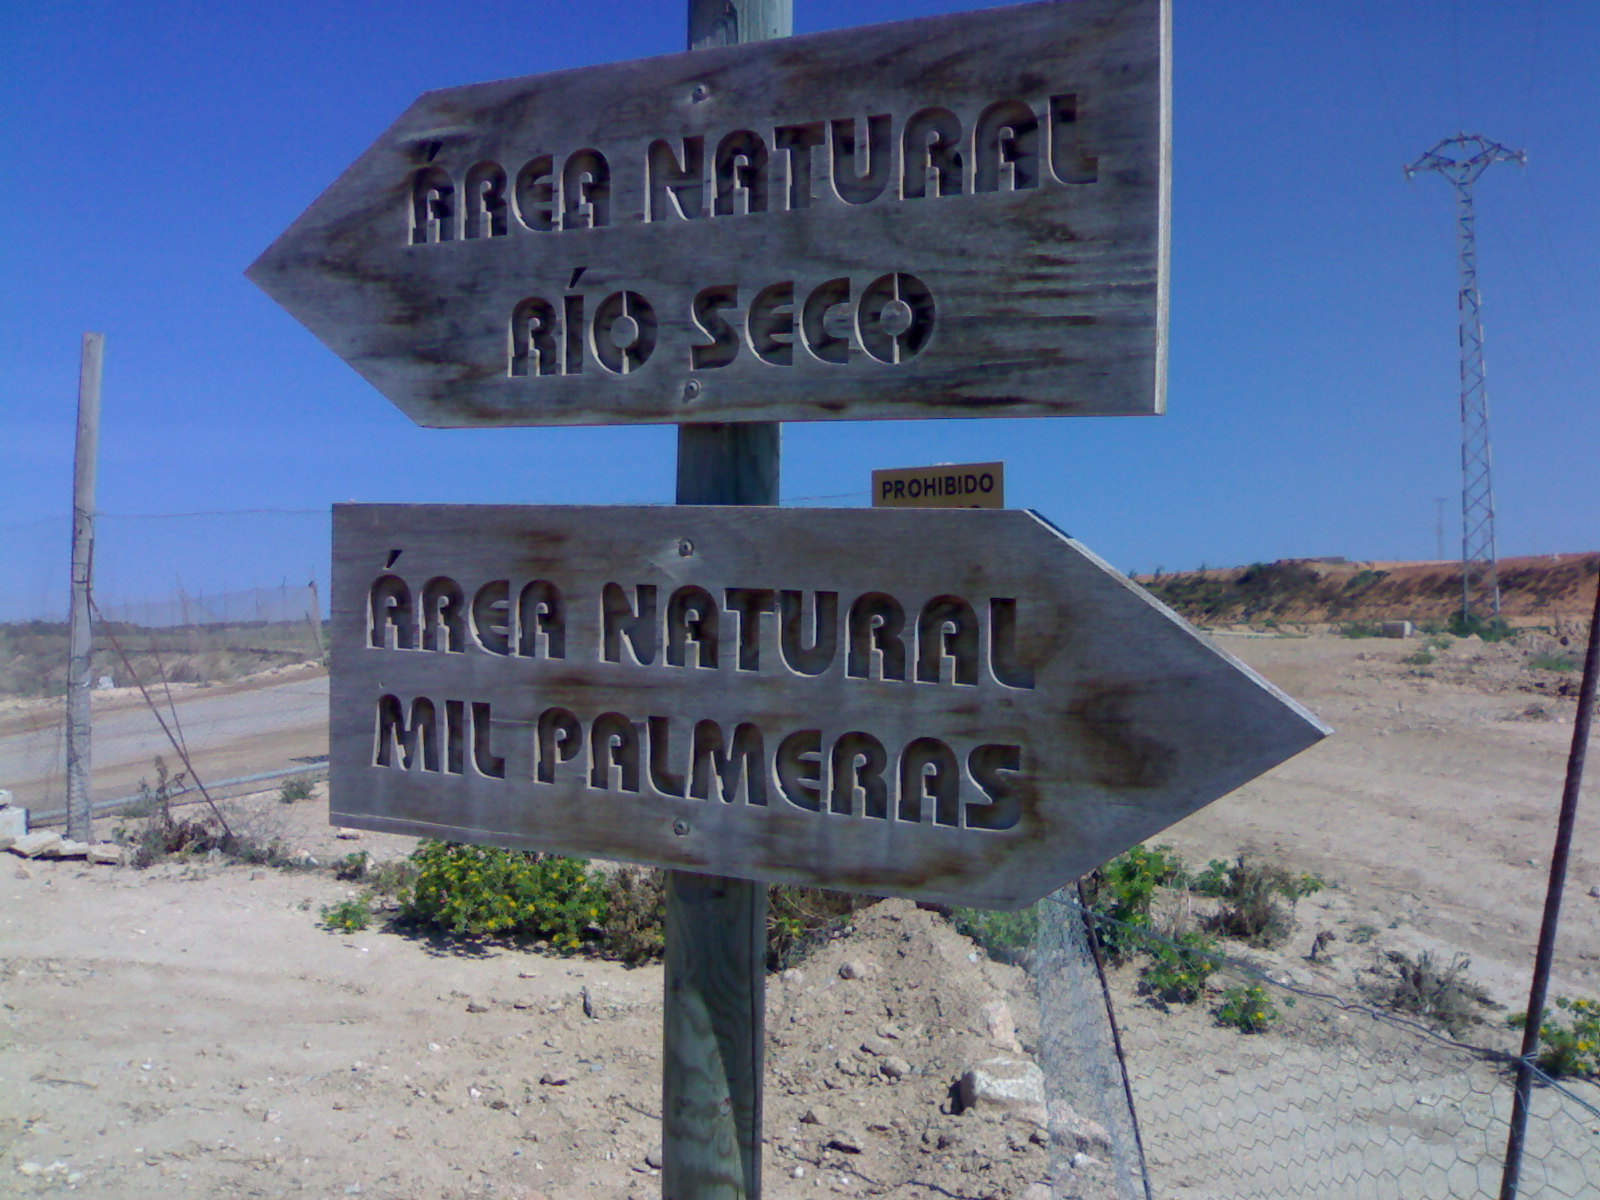 ÁREA NATURAL
RÍO SECO
PROHIBIDO
ÁREA NATURAL
MIL PALMERAS